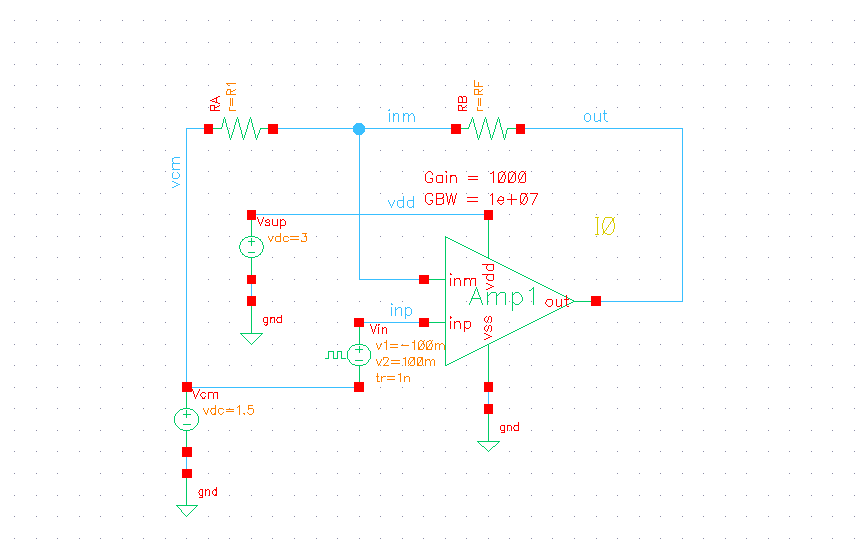 RA
r=R1
RB
r=RF
inm
out
vcm
Gain = 1000
GBW = 1e+07
vdd
Vsup
vdc=3
I0
inm
vdd
Amp1
out
inp
inp
vss
gnd
Vin
v1=-100m
v2=100m
tr=1n
Vcm
vdc=1.5
gnd
gnd